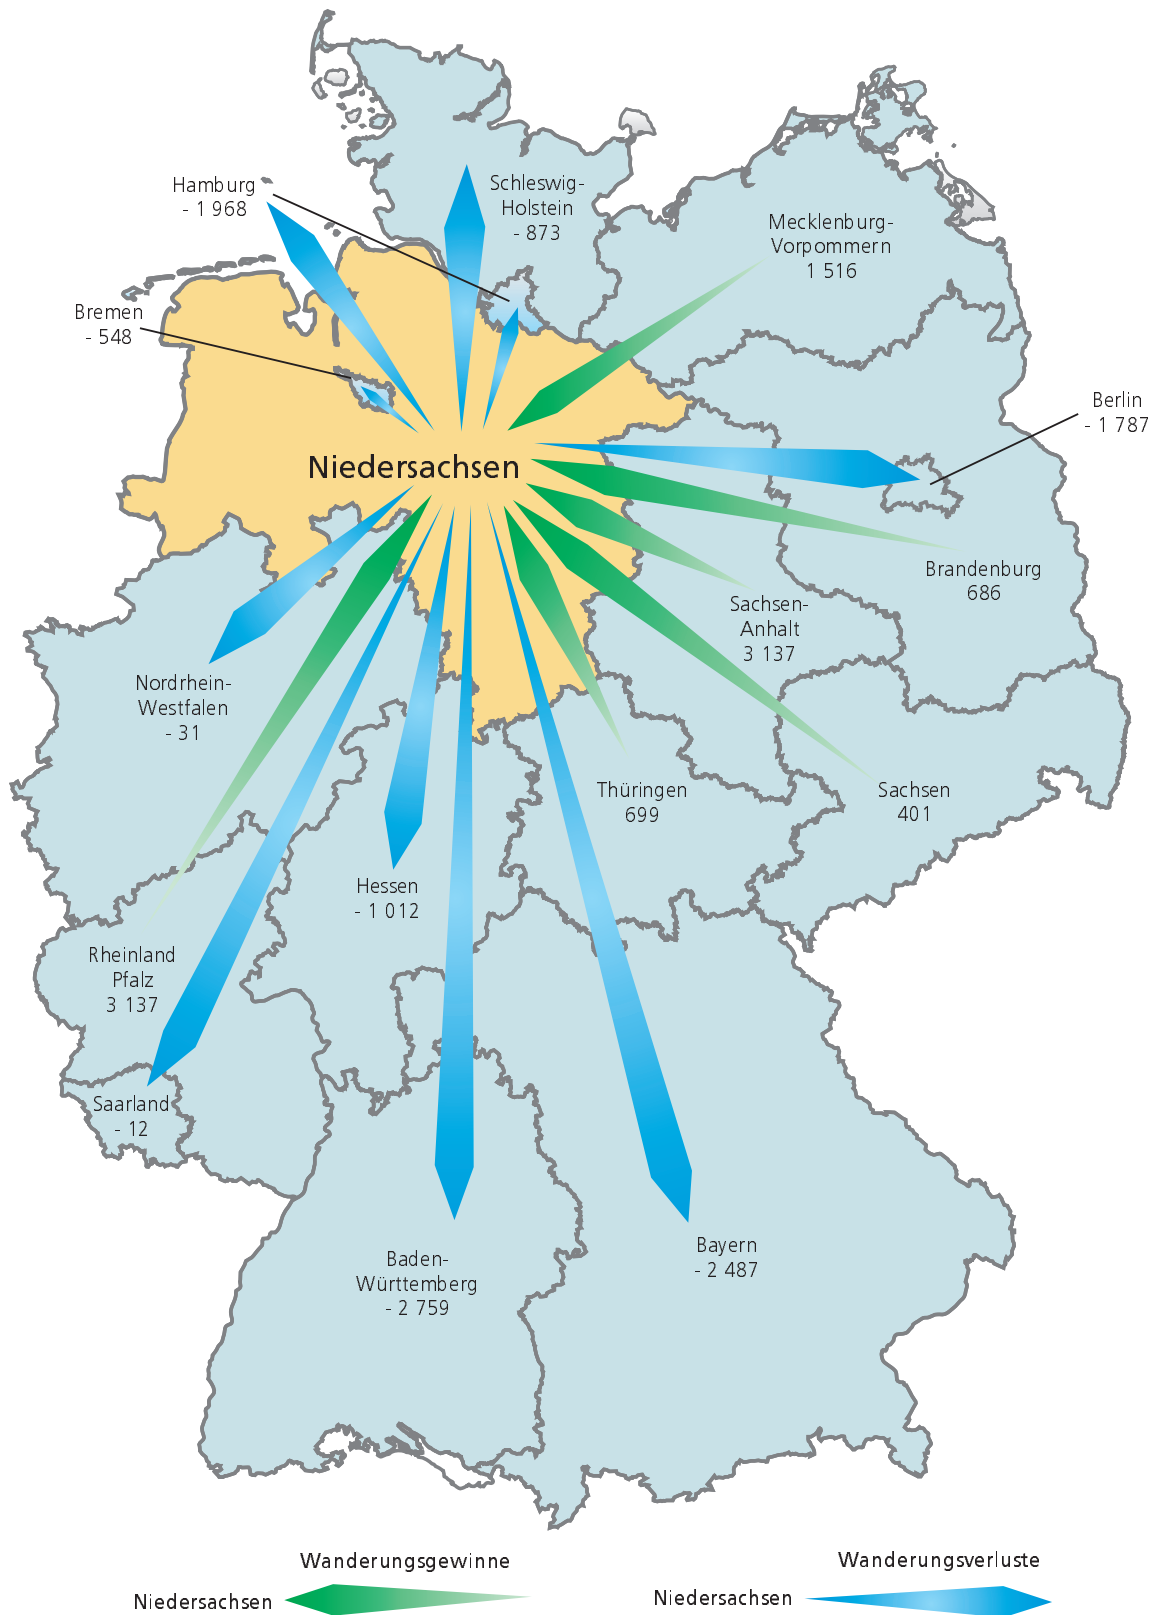 Schleswig-
Holstein
- 873
Hamburg
- 1 968
Mecklenburg-
Vorpommern
1 516
Bremen
- 548
Berlin
- 1 787
Niedersachsen
Brandenburg
686
Sachsen-
Anhalt
3 137
Nordrhein-
Westfalen
- 31
Thüringen
699
Sachsen
401
Hessen
- 1 012
Rheinland
Pfalz
3 137
Saarland
- 12
Baden-
Württemberg
- 2 759
Bayern
- 2 487
Wanderungsgewinne
Niedersachsen
Wanderungsverluste
Niedersachsen